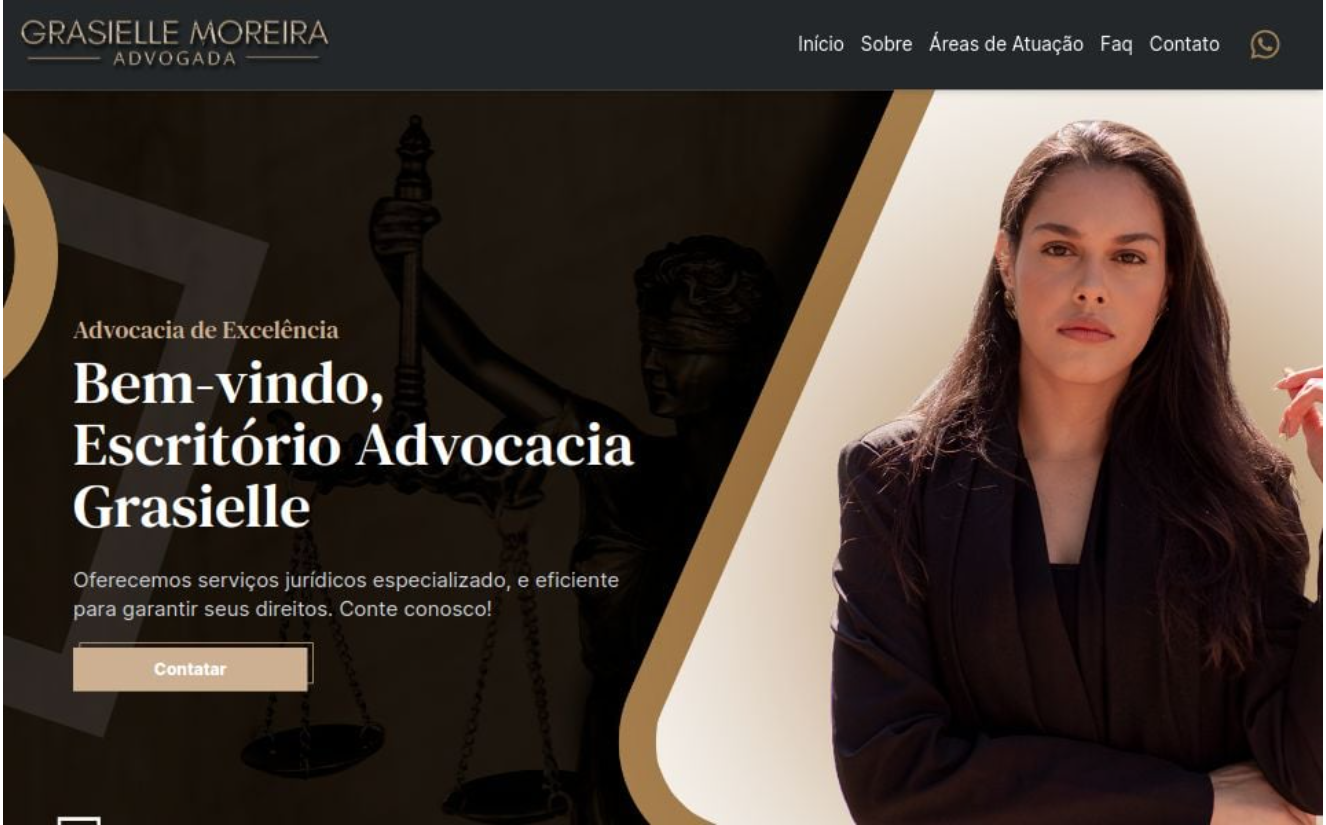 GRASIELLE MOREIRA
ADVOGADA
Início Sobre Áreas de Atuação Faq Contato
Advocacia de Excelência
Bem-vindo,
Escritório Advocacia
Grasielle
Oferecemos serviços jurídicos especializado, e eficiente
para garantir seus direitos. Conte conosco!
Contatar